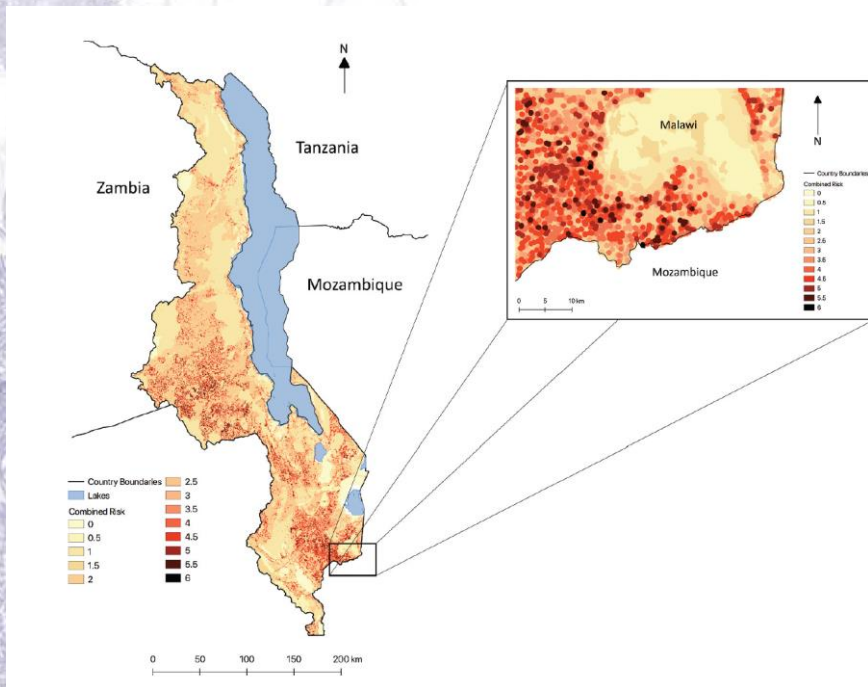 N
Tanzania
Zambia
Mozambique
Country Boundaries
Lakes
Combined Risk
0
0.5
1
1.5
2
2.5
3
3.5
4
4.5
5
5.5
6
0 50 100 150 200 km
Malawi
N
Mozambique
Country Boundaries
Combined Risk
0
0.5
1
1.5
2
2.5
3
3.5
4
4.5
5
5.5
6
0 5 10 km